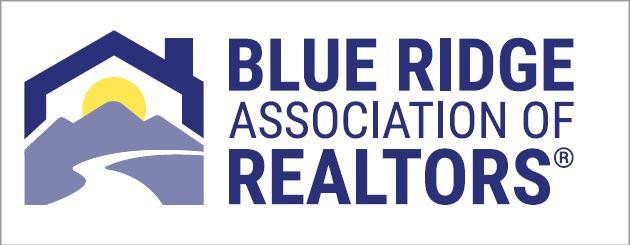 BLUE RIDGE
ASSOCIATION OF
REALTORS®